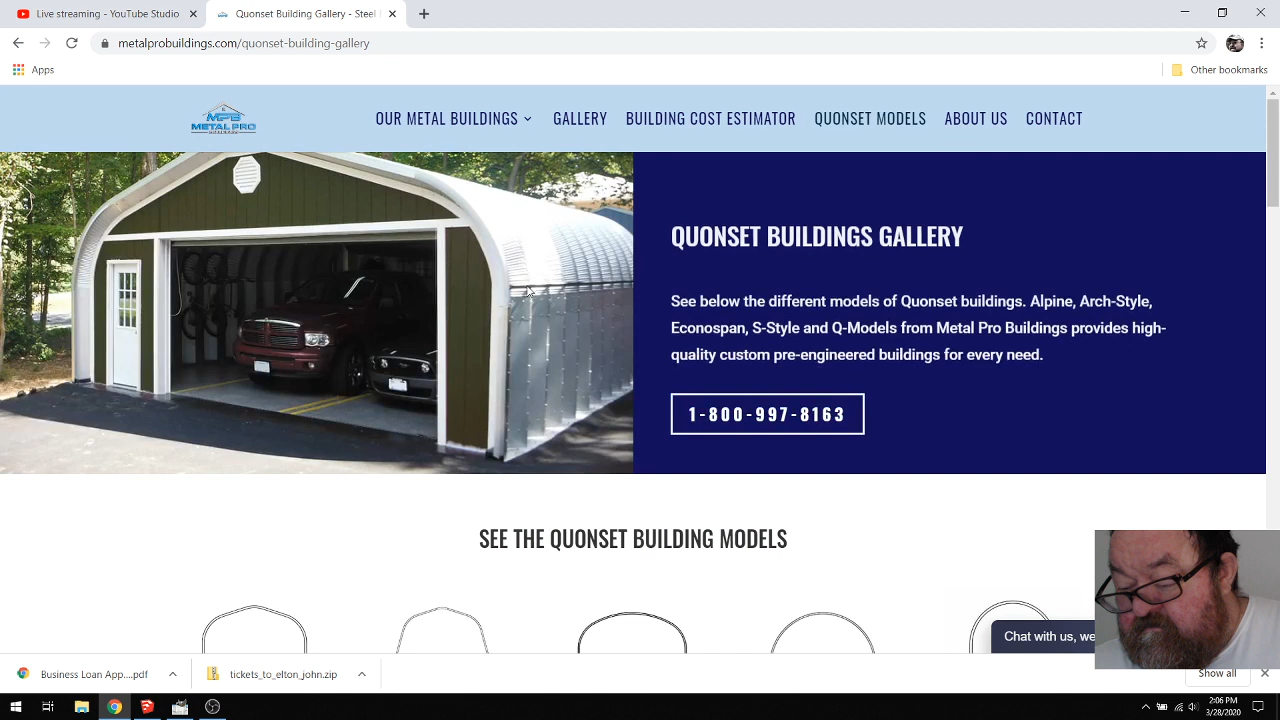 Live streaming - YouTube
Quonset Building Gallery - Steel
metalprobuildings.com/quonset-building-gallery
Apps
Other bookmarks
MPB
METAL PRO
OUR METAL BUILDINGS
GALLERY
BUILDING COST ESTIMATOR
QUONSET MODELS
ABOUT US
CONTACT
QUONSET BUILDINGS GALLERY
See below the different models of Quonset buildings. Alpine, Arch-Style,
Econospan, S-Style and Q-Models from Metal Pro Buildings provides high-
quality custom pre-engineered buildings for every need.
1-800-997-8163
SEE THE QUONSET BUILDING MODELS
Chat with us, we
Business Loan App....pdf
tickets_to_elton_john.zip
Show all
2:06 PM
3/28/2020